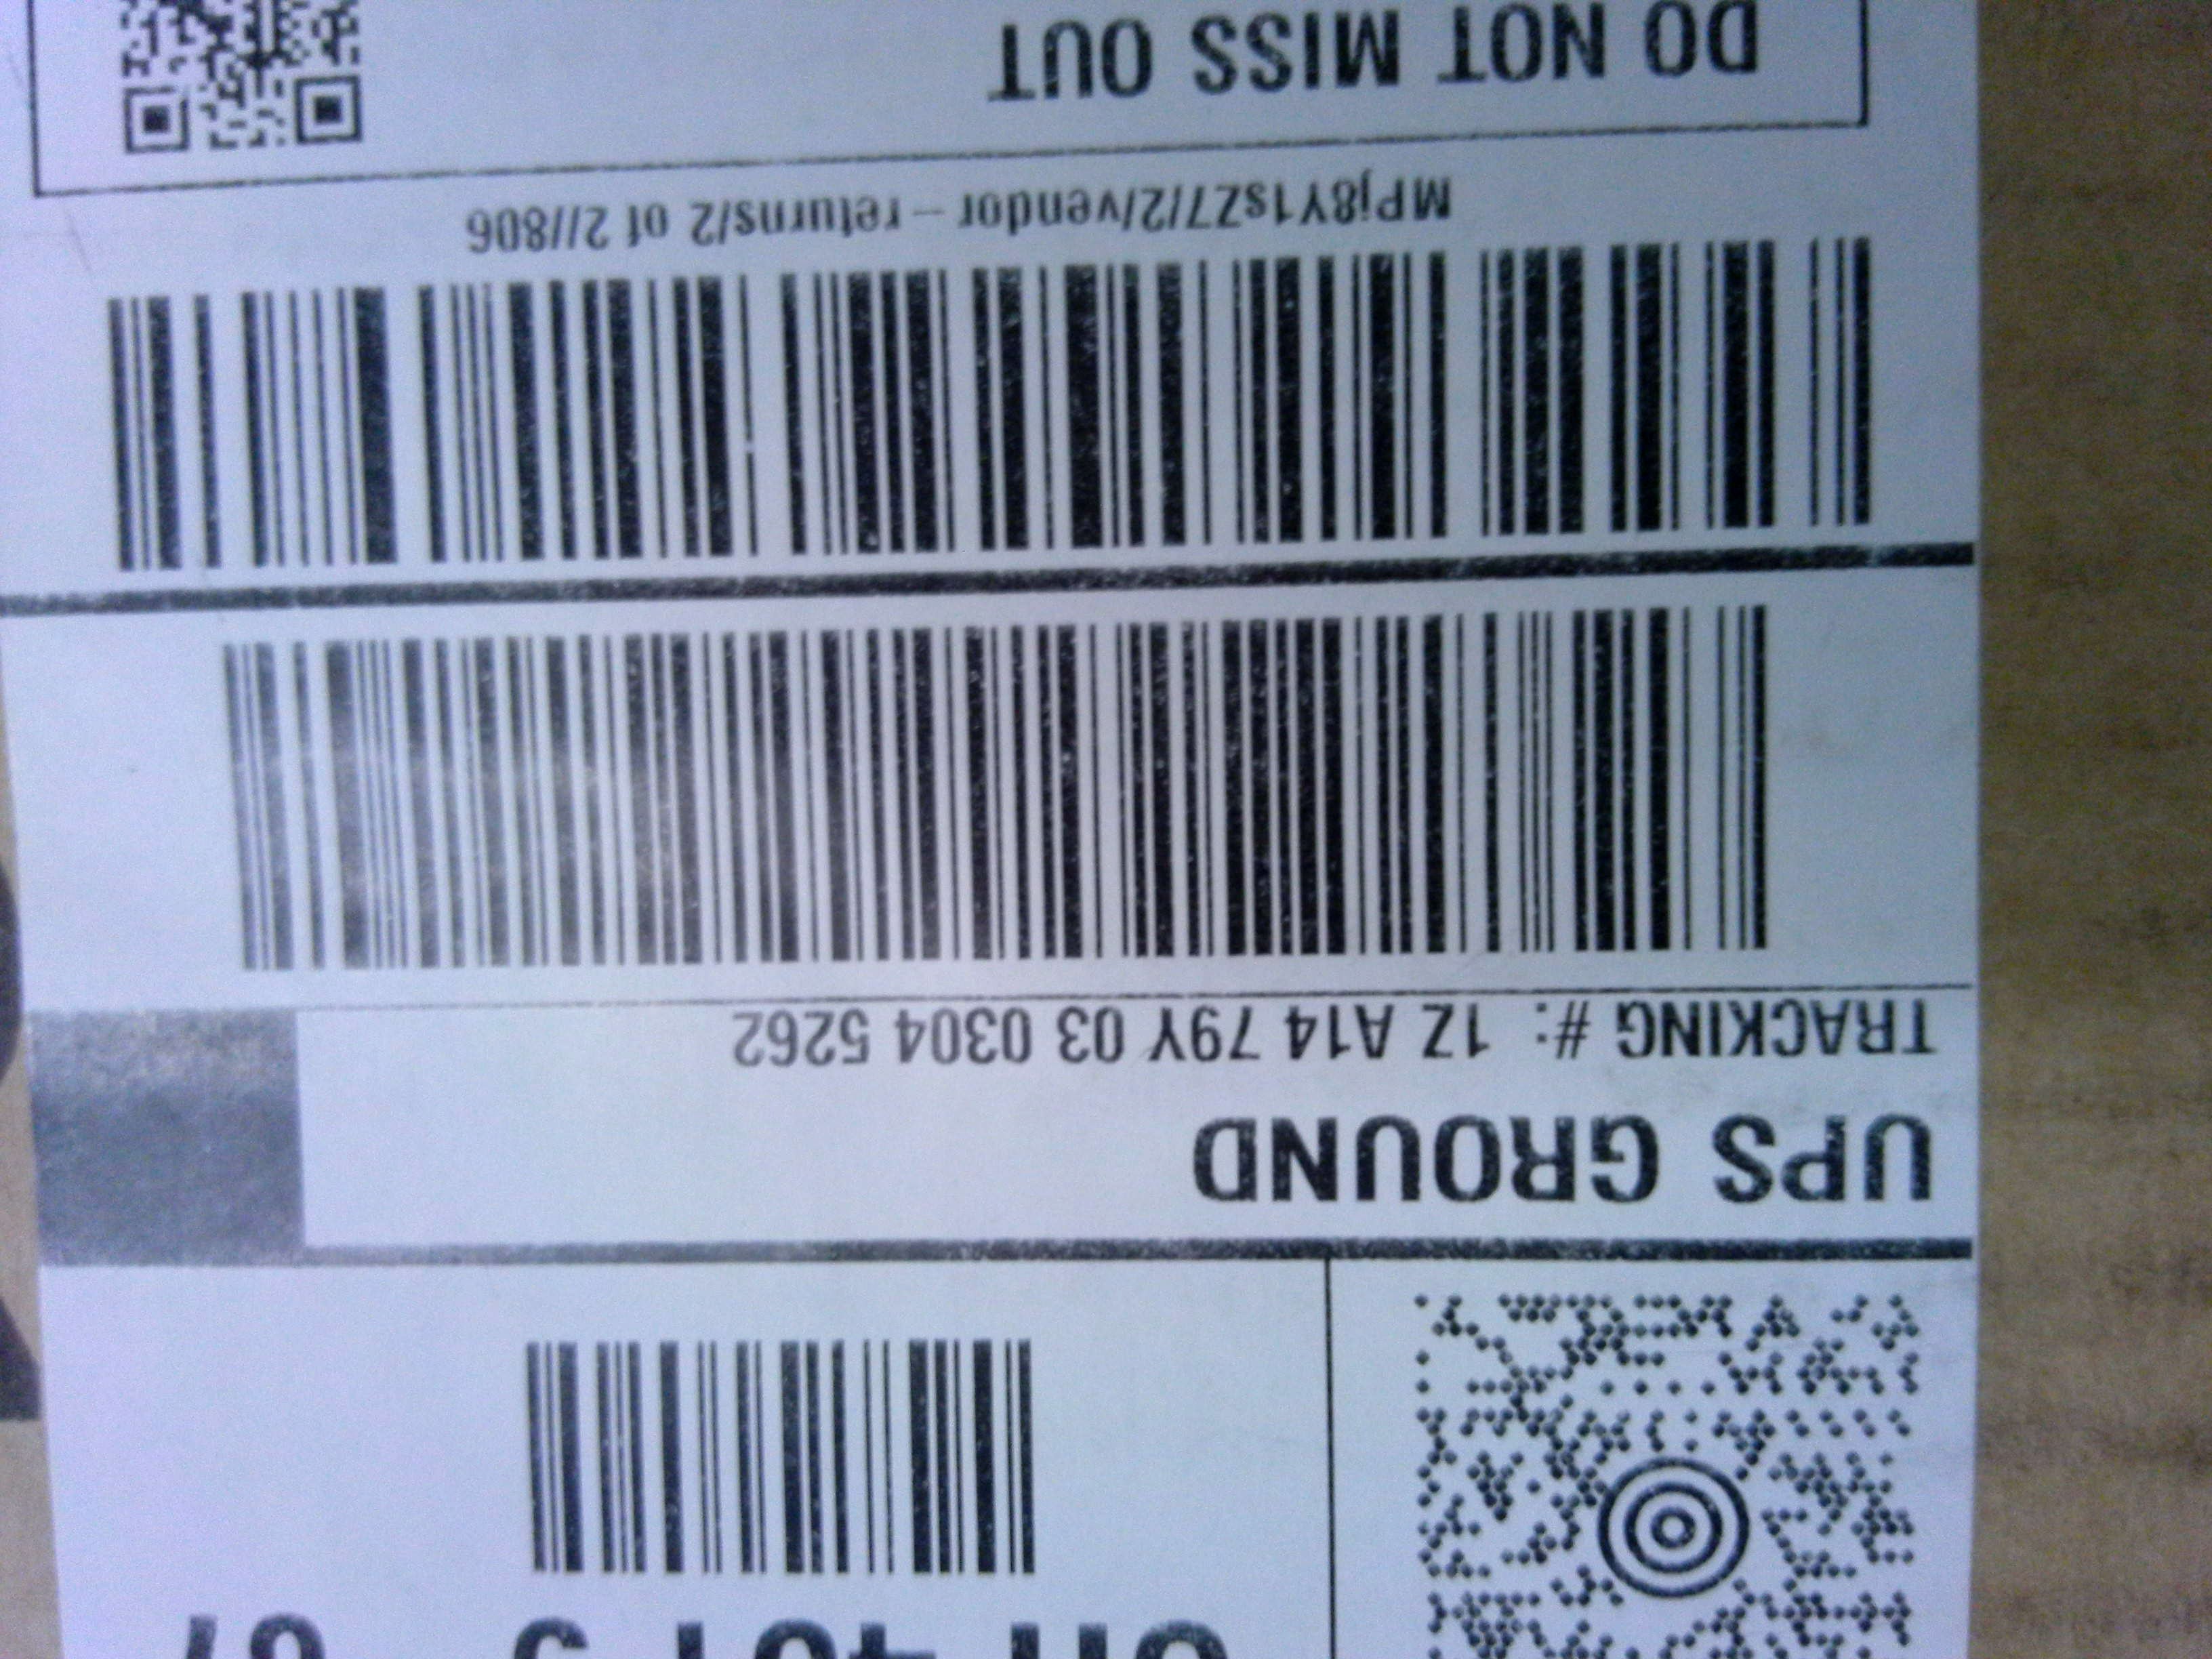 UPS GROUND
TRACKING #: 1Z A14 79Y 03 0304 5262
MPj8Y1sZ7/2/vendor-returns/2 of 2//806
DO NOT MISS OUT